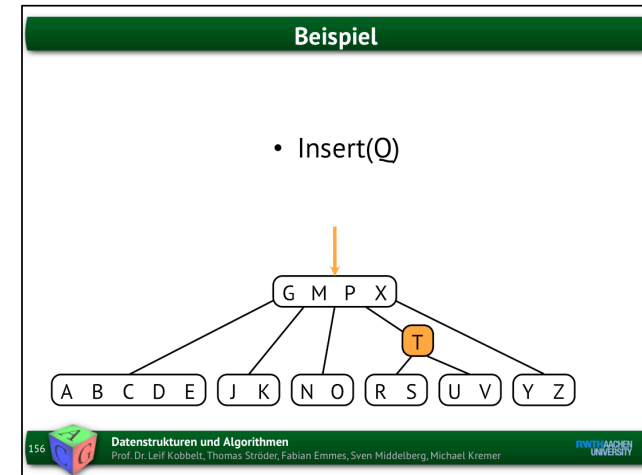 Beispiel
• Insert(Q)
G M P X
T
A B C D E J K N O R S U V Y Z
156 A C G Datenstrukturen und Algorithmen RWTHAACHEN
Prof. Dr. Leif Kobbelt, Thomas Ströder, Fabian Emmes, Sven Middelberg, Michael Kremer UNIVERSITY